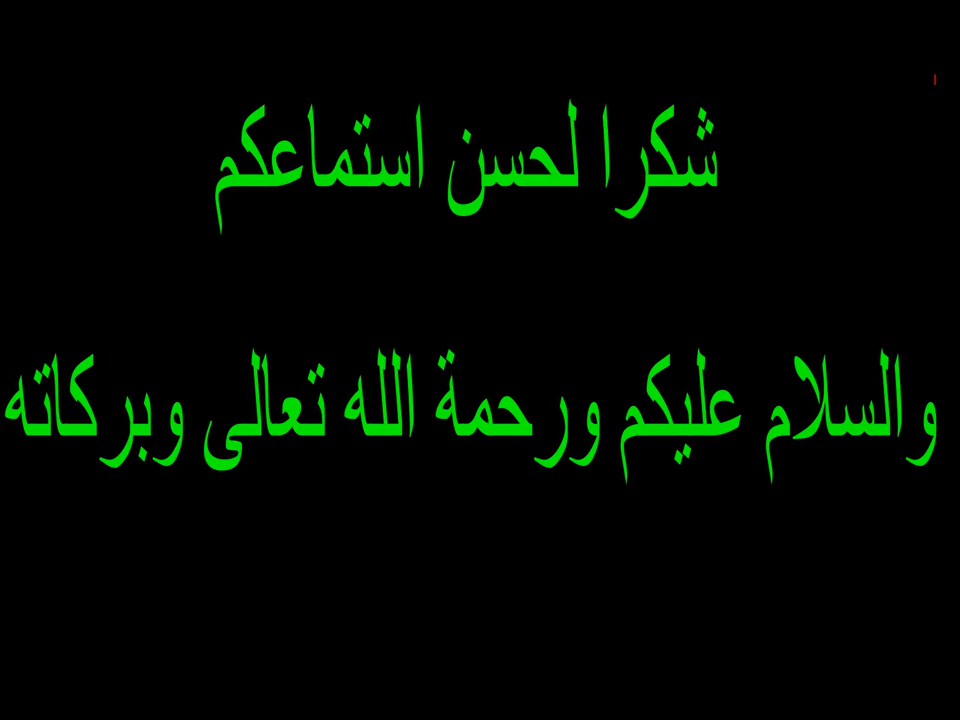 شكرا لحسن استماعكم
والسلام عليكم ورحمة الله تعالى وبركاته